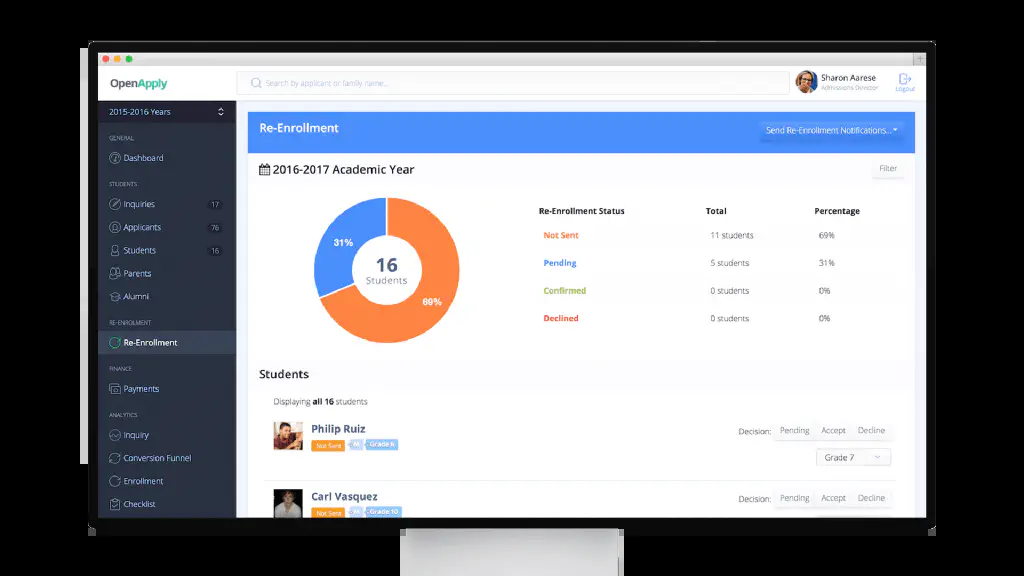 OpenApply
Search by applicant or family name...
Sharon Aarese
Admissions Director
Logout
2015-2016 Years
GENERAL
Dashboard
STUDENTS
Inquiries 17
Applicants 76
Students 16
Parents
Alumni
RE-ENROLMENT
Re-Enrollment
FINANCE
Payments
ANALYTICS
Inquiry
Conversion Funnel
Enrollment
Checklist
Re-Enrollment
Send Re-Enrollment Notifications...
2016-2017 Academic Year
Filter
31%
16
Students
69%
Re-Enrollment Status Total Percentage
Not Sent 11 students 69%
Pending 5 students 31%
Confirmed 0 students 0%
Declined 0 students 0%
Students
Displaying all 16 students
Philip Ruiz
Not Sent M Grade 6
Decision: Pending Accept Decline
Grade 7
Carl Vasquez
Not Sent M Grade 10
Decision: Pending Accept Decline